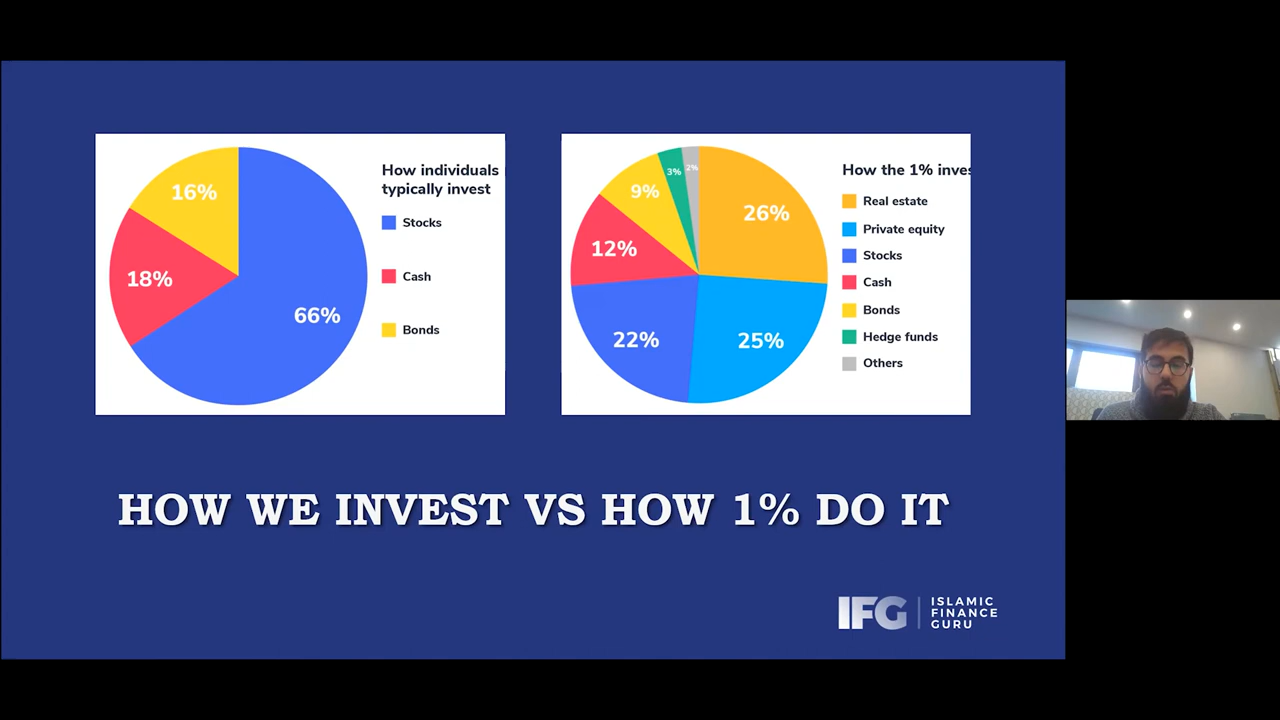 How individuals
typically invest
Stocks
Cash
Bonds
16%
18%
66%
How the 1% inves
Real estate
Private equity
Stocks
Cash
Bonds
Hedge funds
Others
2%
3%
9%
26%
12%
22%
25%
HOW WE INVEST VS HOW 1% DO IT
IFG
ISLAMIC
FINANCE
GURU